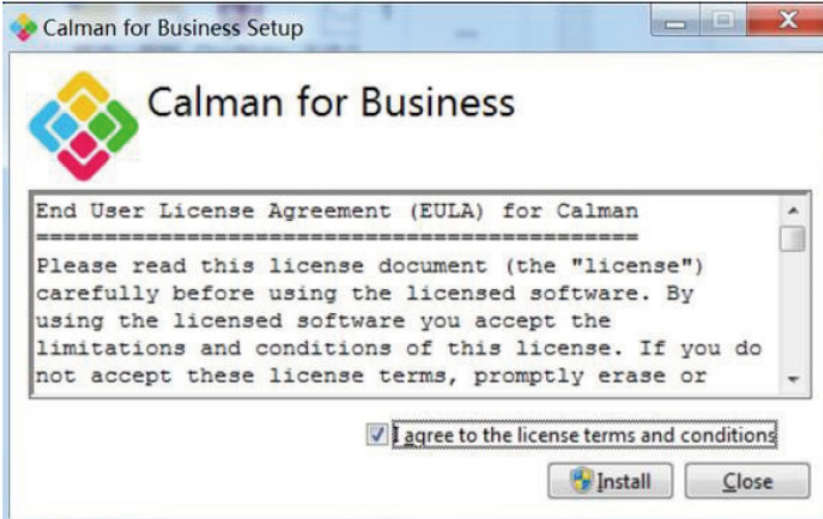 Calman for Business Setup
Calman for Business
End User License Agreement (EULA) for Calman
============================================
Please read this license document (the "license")
carefully before using the licensed software. By
using the licensed software you accept the
limitations and conditions of this license. If you do
not accept these license terms, promptly erase or
I agree to the license terms and conditions
Install
Close